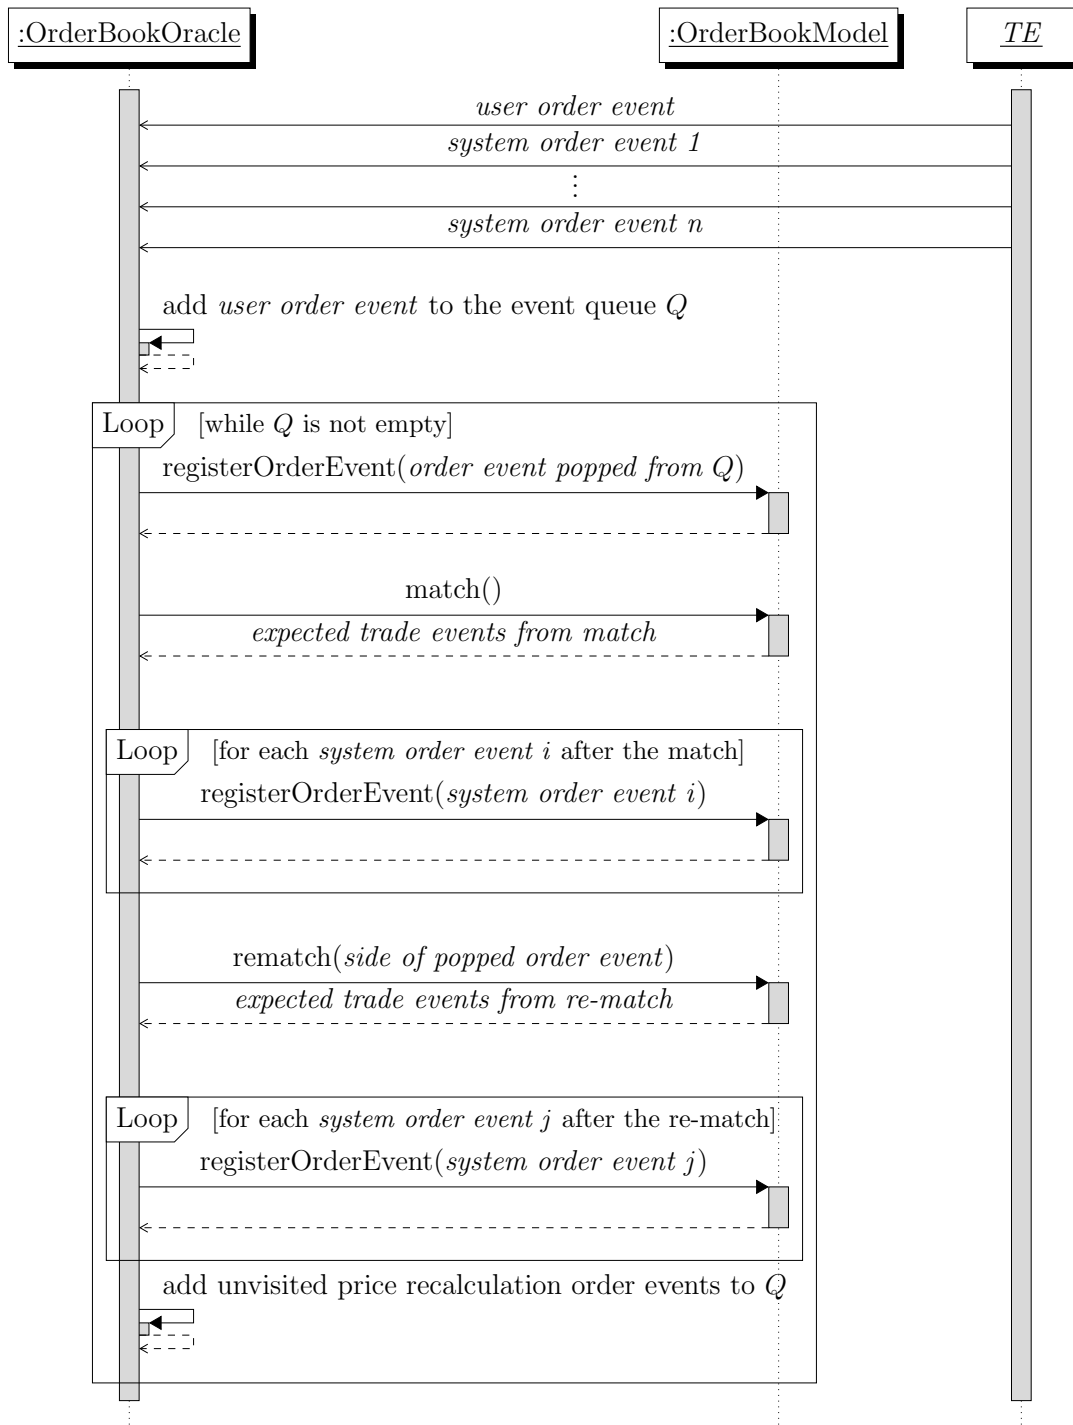 :OrderBookOracle
:OrderBookModel
TE
user order event
system order event 1
⋮
system order event n
add user order event to the event queue Q
Loop [while Q is not empty]
registerOrderEvent(order event popped from Q)
match()
expected trade events from match
Loop [for each system order event i after the match]
registerOrderEvent(system order event i)
rematch(side of popped order event)
expected trade events from re-match
Loop [for each system order event j after the re-match]
registerOrderEvent(system order event j)
add unvisited price recalculation order events to Q